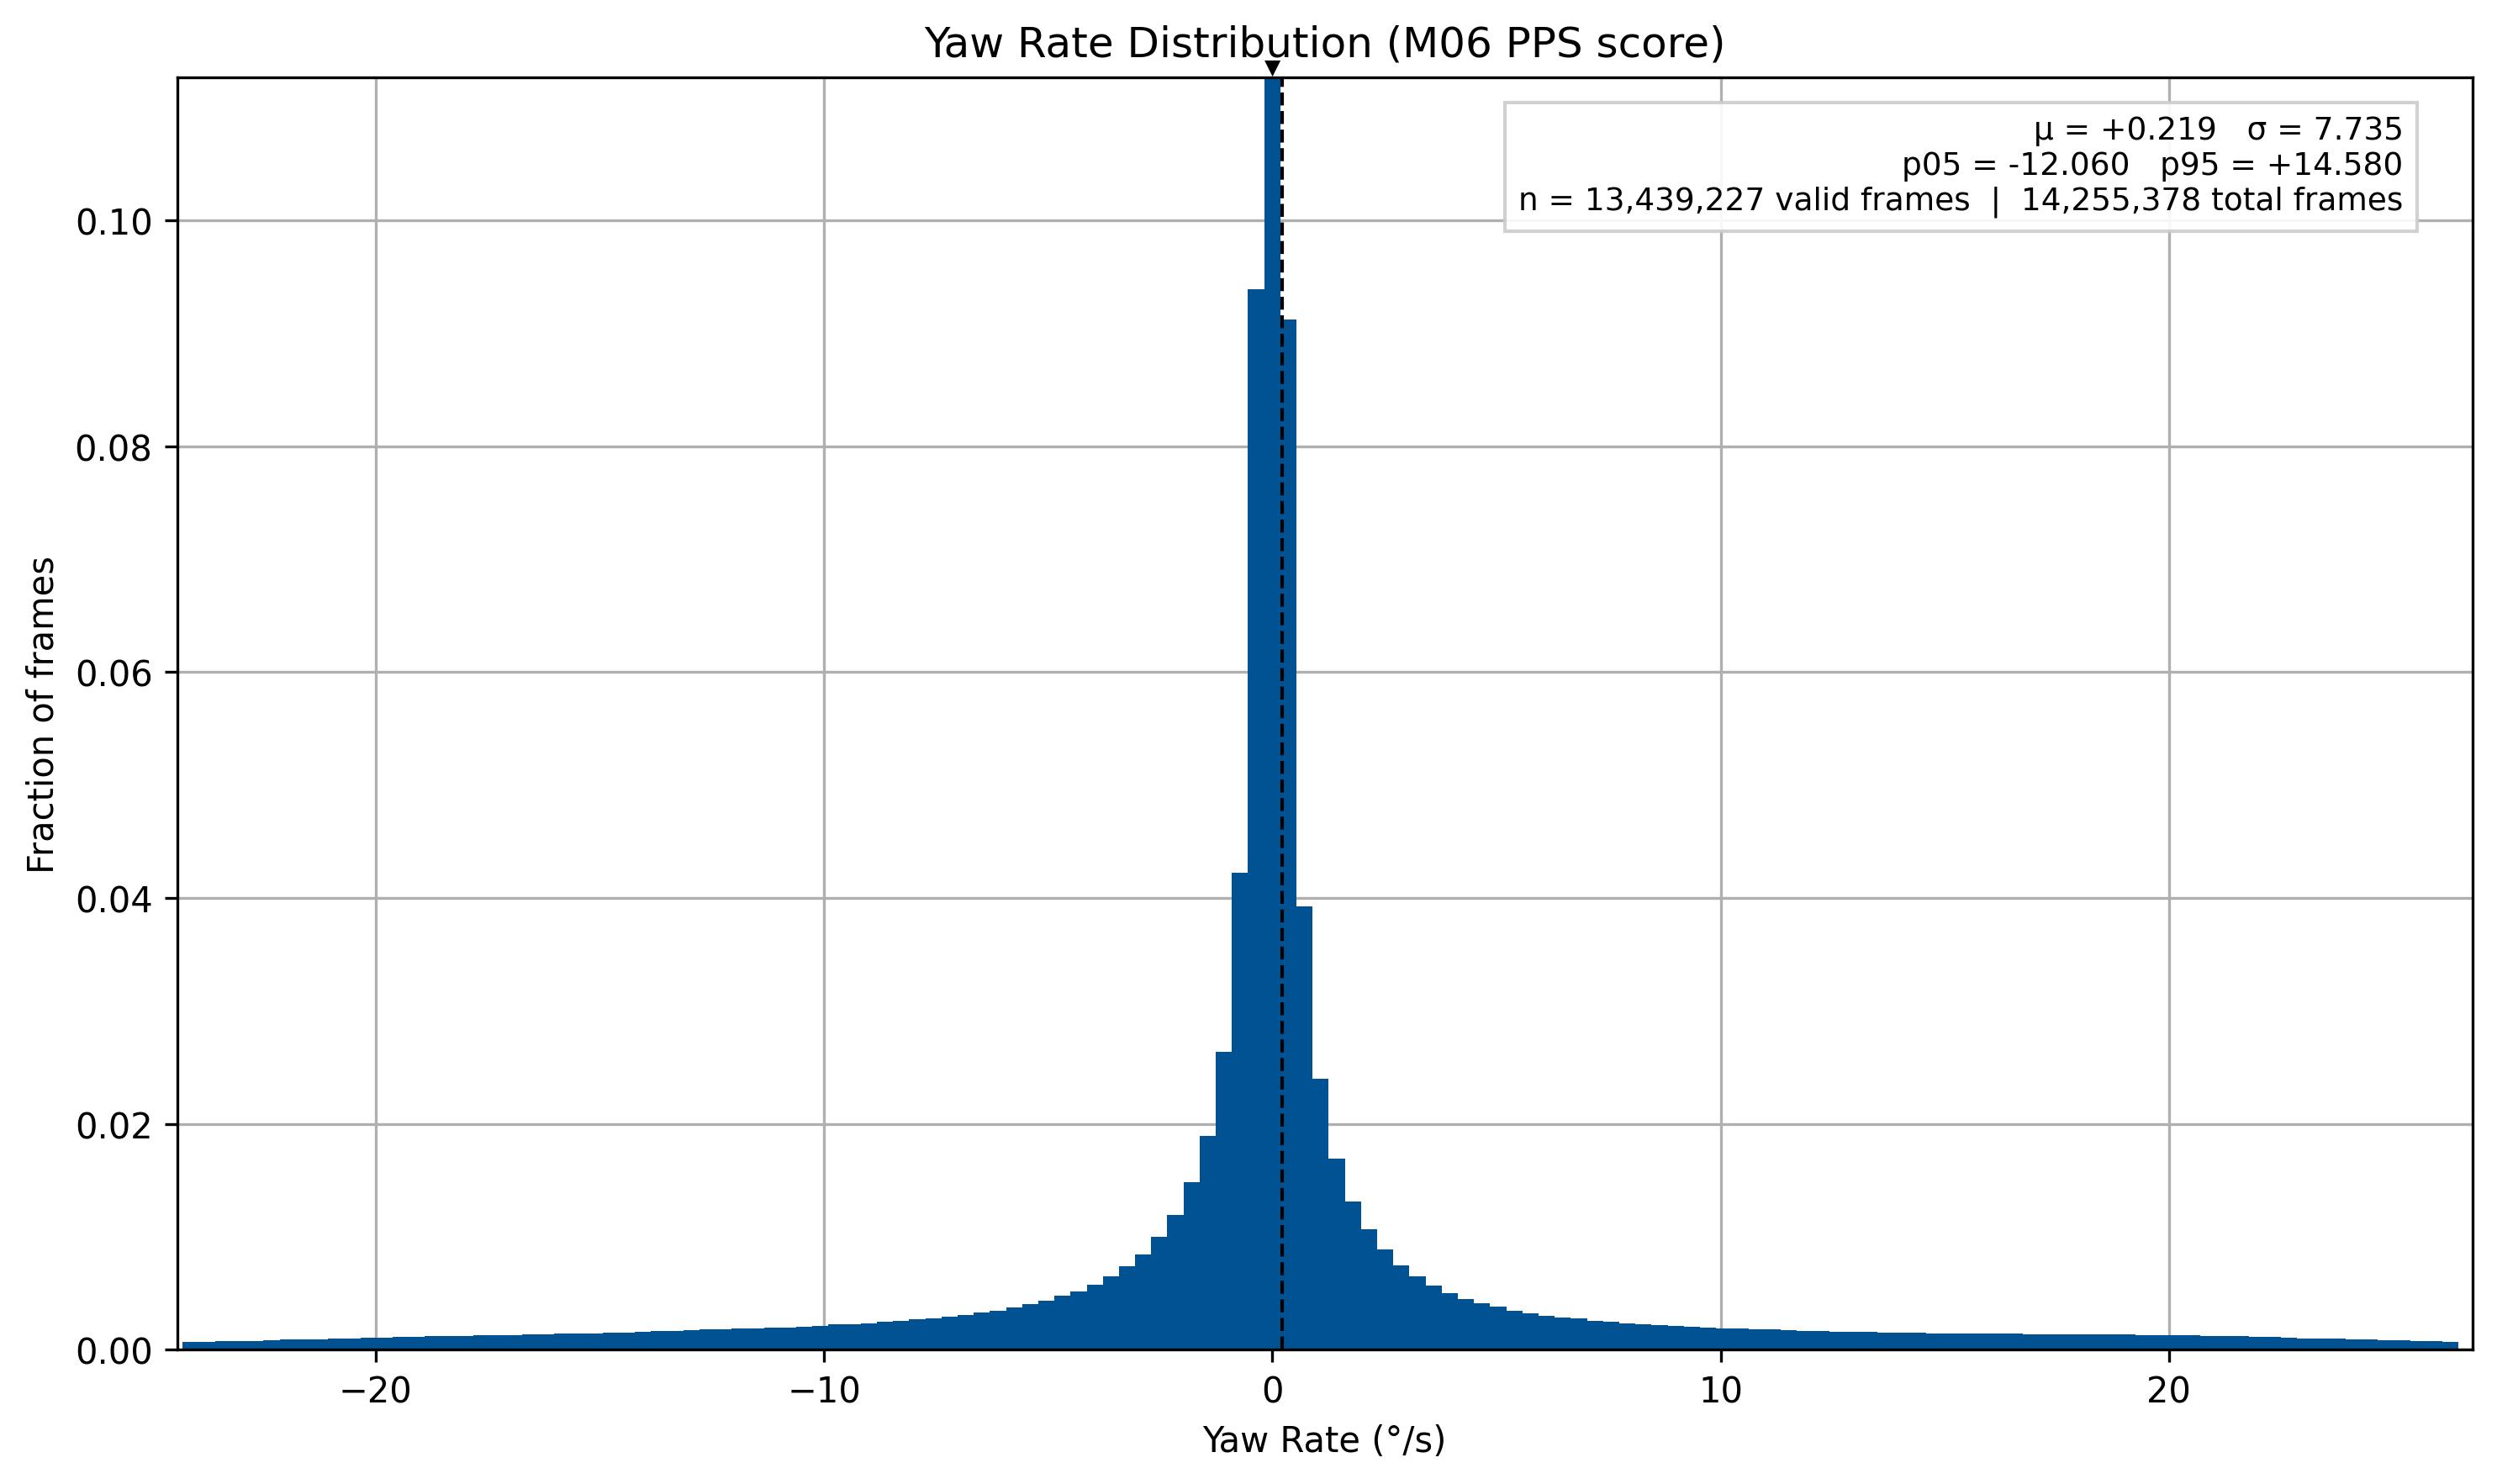 Yaw Rate Distribution (M06 PPS score)
μ = +0.219   σ = 7.735
p05 = -12.060   p95 = +14.580
n = 13,439,227 valid frames  |  14,255,378 total frames
Fraction of frames
0.10
0.08
0.06
0.04
0.02
0.00
−20
−10
0
10
20
Yaw Rate (°/s)